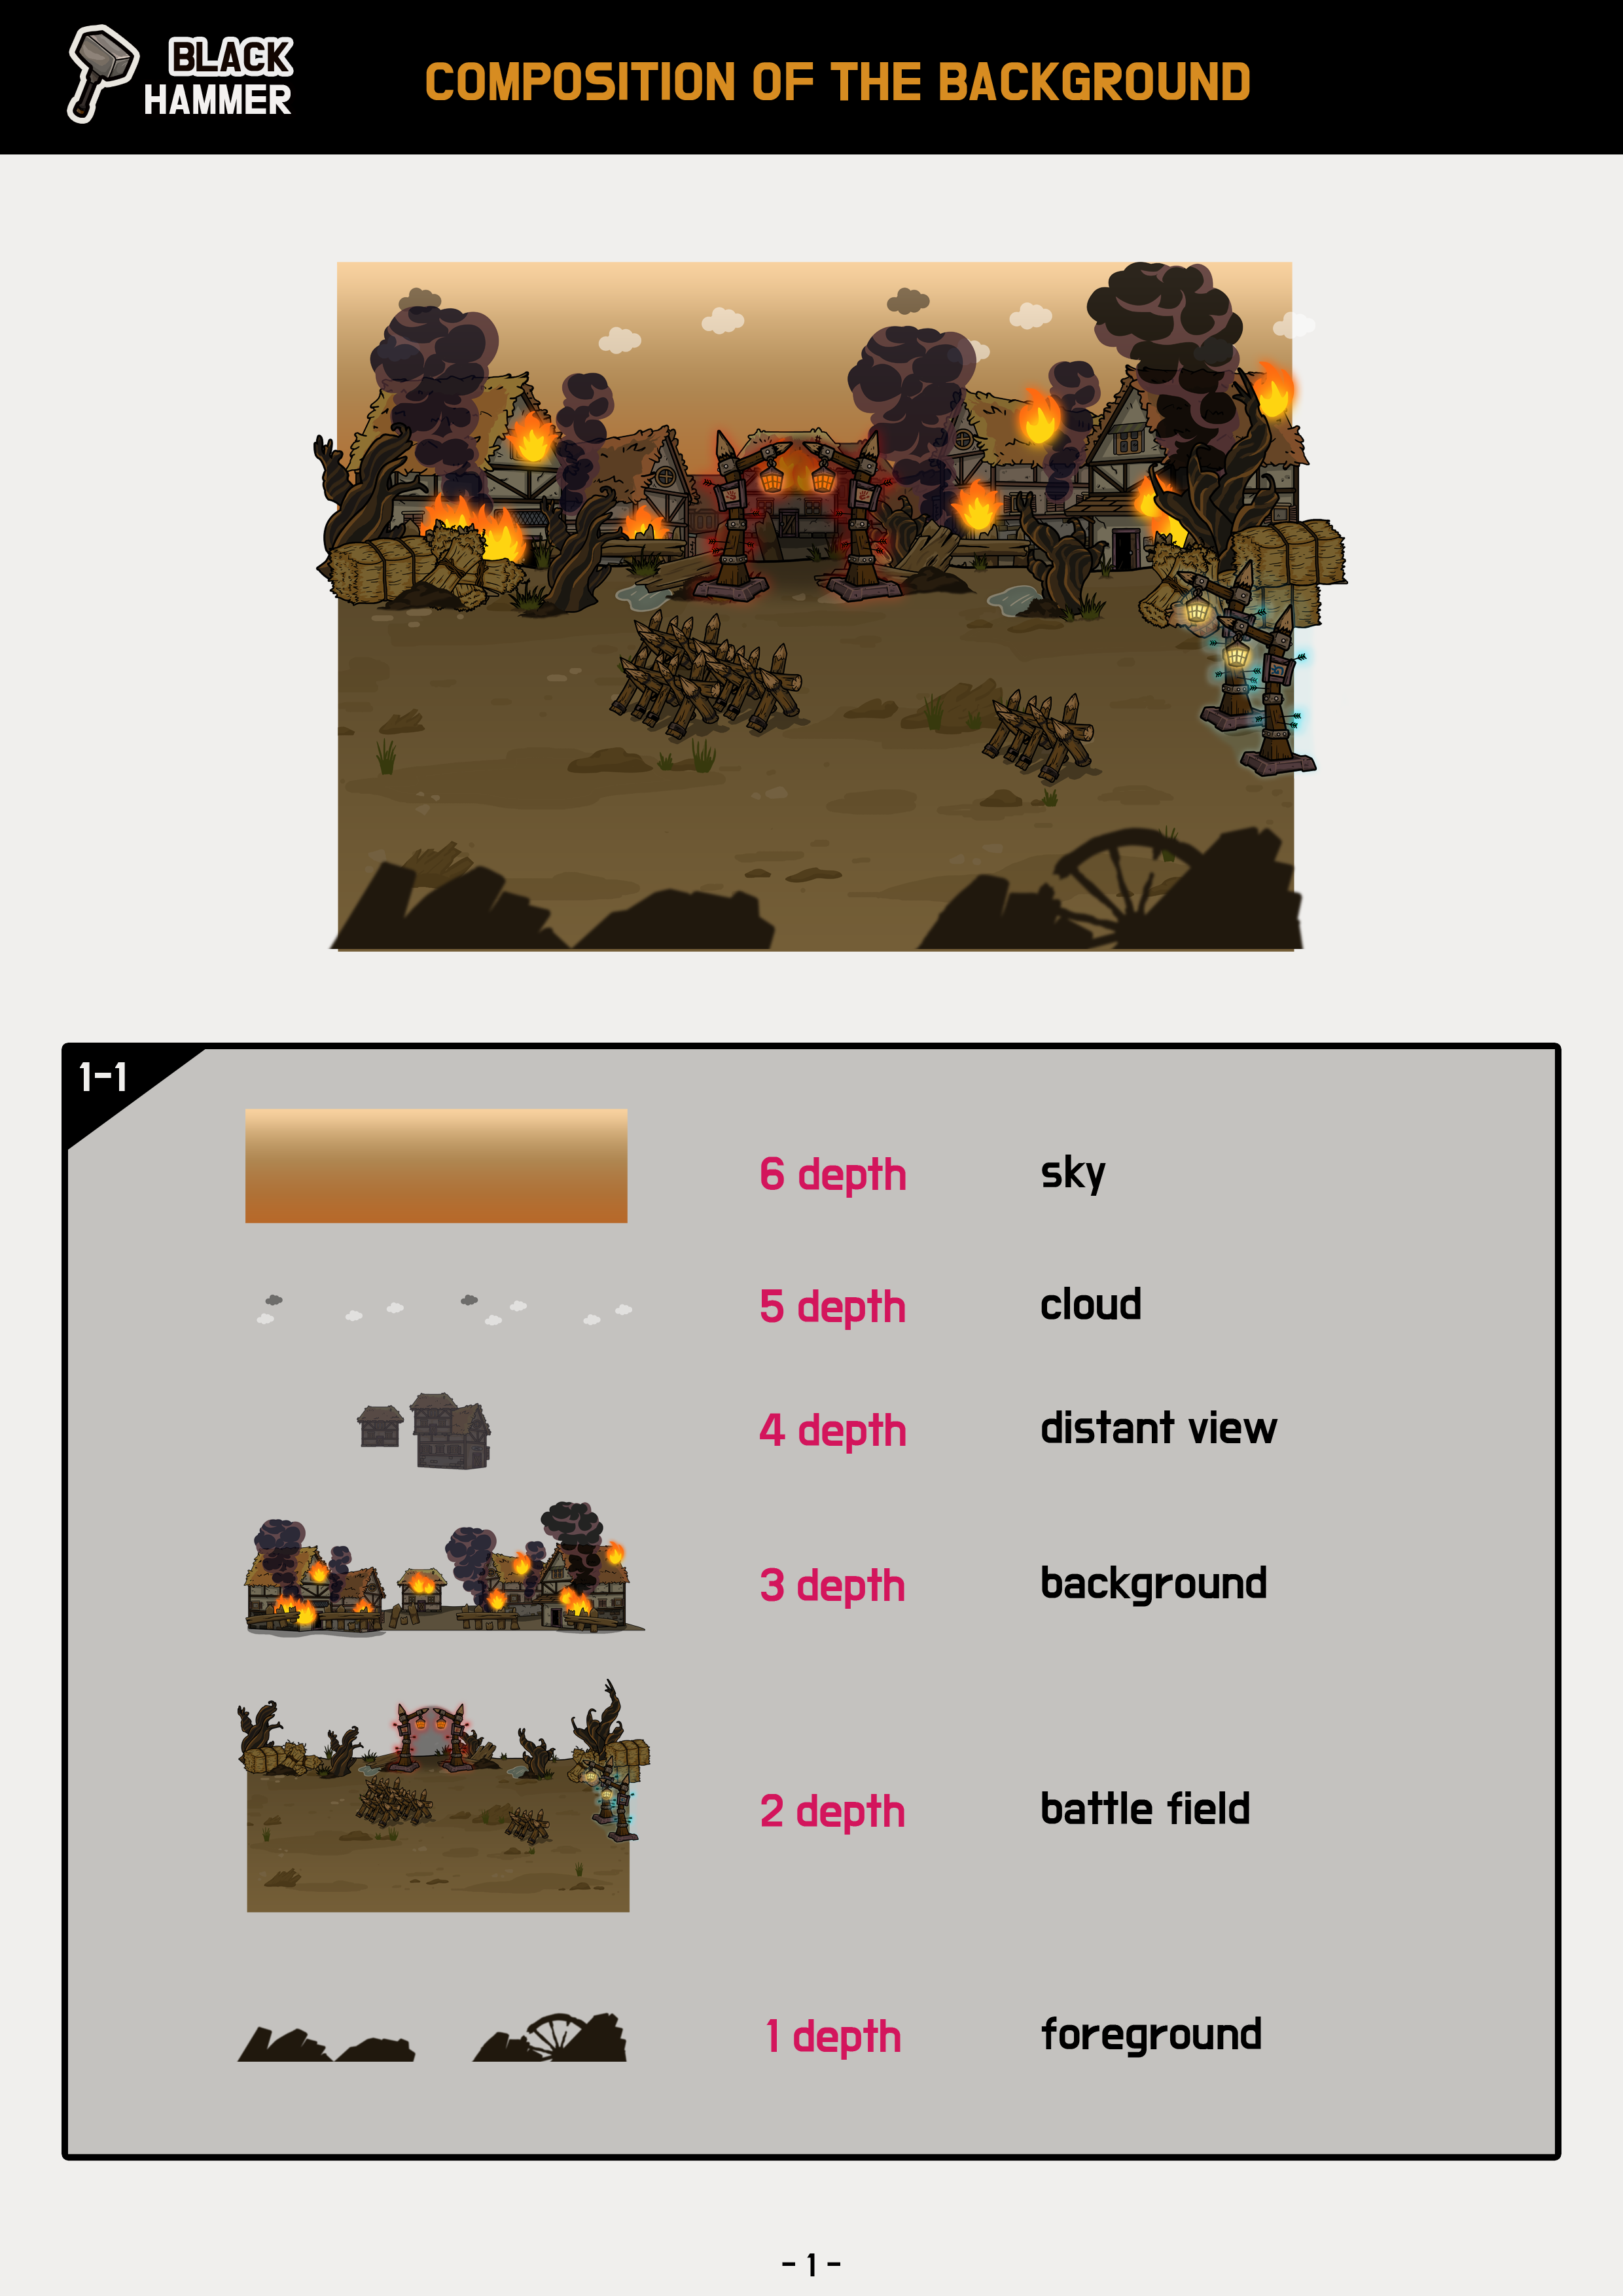 BLACK
HAMMER
COMPOSITION OF THE BACKGROUND
1-1
6 depth sky
5 depth cloud
4 depth distant view
3 depth background
2 depth battle field
1 depth foreground
- 1 -